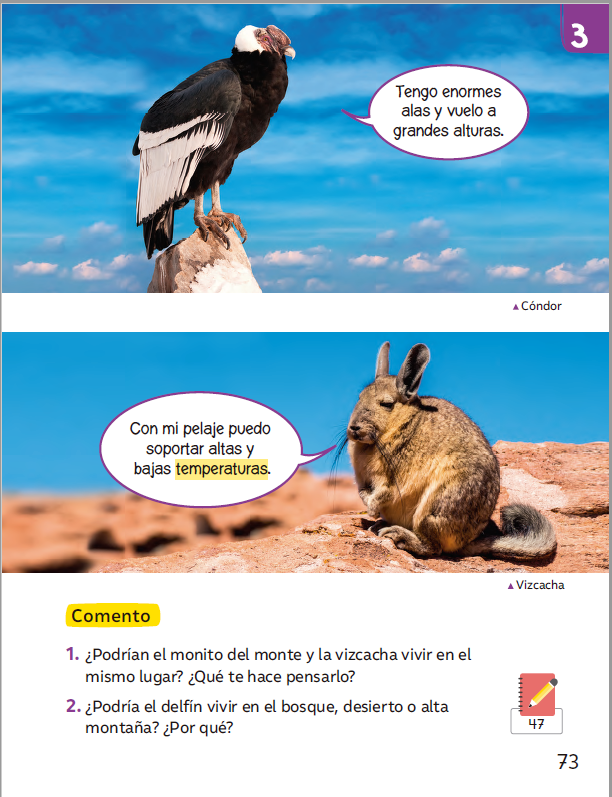 3
Tengo enormes
alas y vuelo a
grandes alturas.
▲ Cóndor
Con mi pelaje puedo
soportar altas y
bajas temperaturas.
▲ Vizcacha
Comento
1. ¿Podrían el monito del monte y la vizcacha vivir en el
mismo lugar? ¿Qué te hace pensarlo?
2. ¿Podría el delfín vivir en el bosque, desierto o alta
montaña? ¿Por qué?
47
73